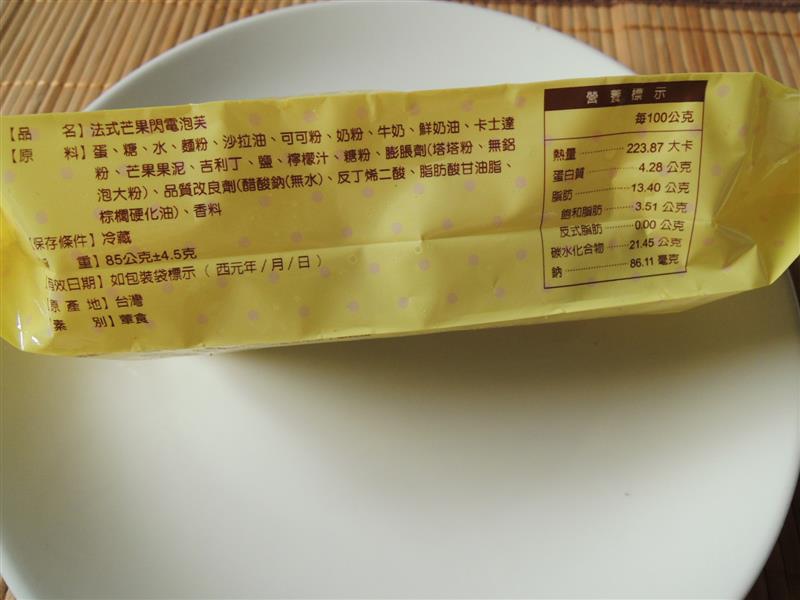 【品 名】法式芒果閃電泡芙
【原 料】蛋、糖、水、麵粉、沙拉油、可可粉、奶粉、牛奶、鮮奶油、卡士達
粉、芒果果泥、吉利丁、鹽、檸檬汁、糖粉、膨脹劑(塔塔粉、無鋁
泡大粉)、品質改良劑(醋酸鈉(無水)、反丁烯二酸、脂肪酸甘油脂、
棕櫚硬化油)、香料
【保存條件】冷藏
重】85公克±4.5克
有效日期】如包裝袋標示（西元年/月/日）
原產地】台灣
素 別】葷食
營養標示
每100公克
熱量 223.87 大卡
蛋白質 4.28 公克
脂肪 13.40 公克
飽和脂肪 3.51 公克
反式脂肪 0.00 公克
碳水化合物 21.45 公克
鈉 86.11 毫克